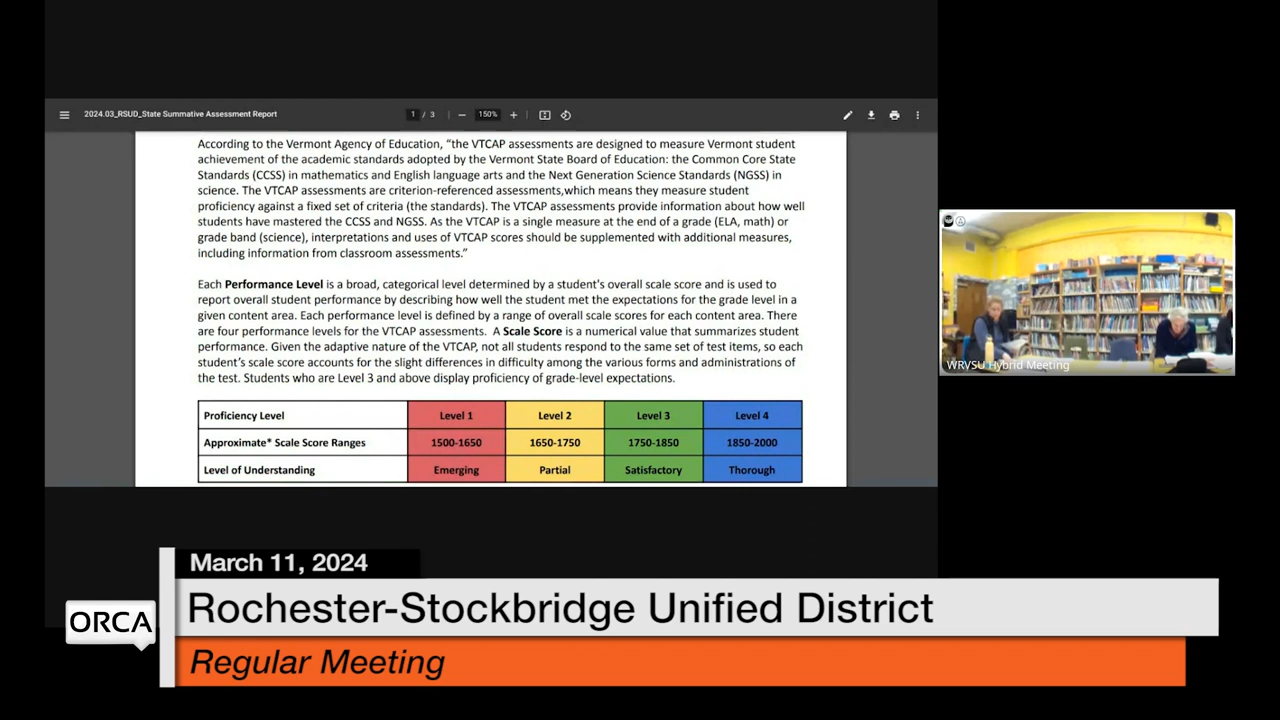 2024.03_RSUD_State Summative Assessment Report
1 / 3
150%
According to the Vermont Agency of Education, “the VTCAP assessments are designed to measure Vermont student
achievement of the academic standards adopted by the Vermont State Board of Education: the Common Core State
Standards (CCSS) in mathematics and English language arts and the Next Generation Science Standards (NGSS) in
science. The VTCAP assessments are criterion-referenced assessments,which means they measure student
proficiency against a fixed set of criteria (the standards). The VTCAP assessments provide information about how well
students have mastered the CCSS and NGSS. As the VTCAP is a single measure at the end of a grade (ELA, math) or
grade band (science), interpretations and uses of VTCAP scores should be supplemented with additional measures,
including information from classroom assessments.”
Each Performance Level is a broad, categorical level determined by a student's overall scale score and is used to
report overall student performance by describing how well the student met the expectations for the grade level in a
given content area. Each performance level is defined by a range of overall scale scores for each content area. There
are four performance levels for the VTCAP assessments. A Scale Score is a numerical value that summarizes student
performance. Given the adaptive nature of the VTCAP, not all students respond to the same set of test items, so each
student’s scale score accounts for the slight differences in difficulty among the various forms and administrations of
the test. Students who are Level 3 and above display proficiency of grade-level expectations.
Proficiency Level Level 1 Level 2 Level 3 Level 4
Approximate* Scale Score Ranges 1500-1650 1650-1750 1750-1850 1850-2000
Level of Understanding Emerging Partial Satisfactory Thorough
WRVSU Hybrid Meeting
March 11, 2024
ORCA
Rochester-Stockbridge Unified District
Regular Meeting